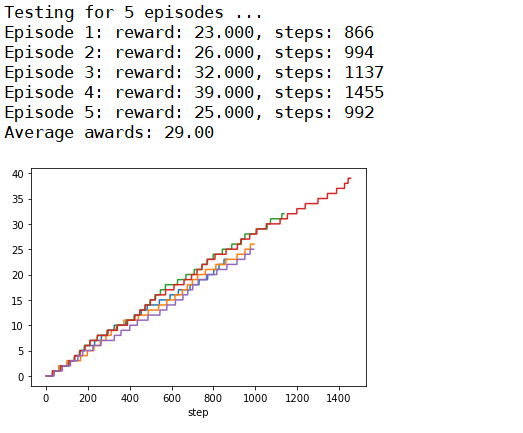 Testing for 5 episodes ...
Episode 1: reward: 23.000, steps: 866
Episode 2: reward: 26.000, steps: 994
Episode 3: reward: 32.000, steps: 1137
Episode 4: reward: 39.000, steps: 1455
Episode 5: reward: 25.000, steps: 992
Average awards: 29.00
40
35
30
25
20
15
10
5
0
0 200 400 600 800 1000 1200 1400
step